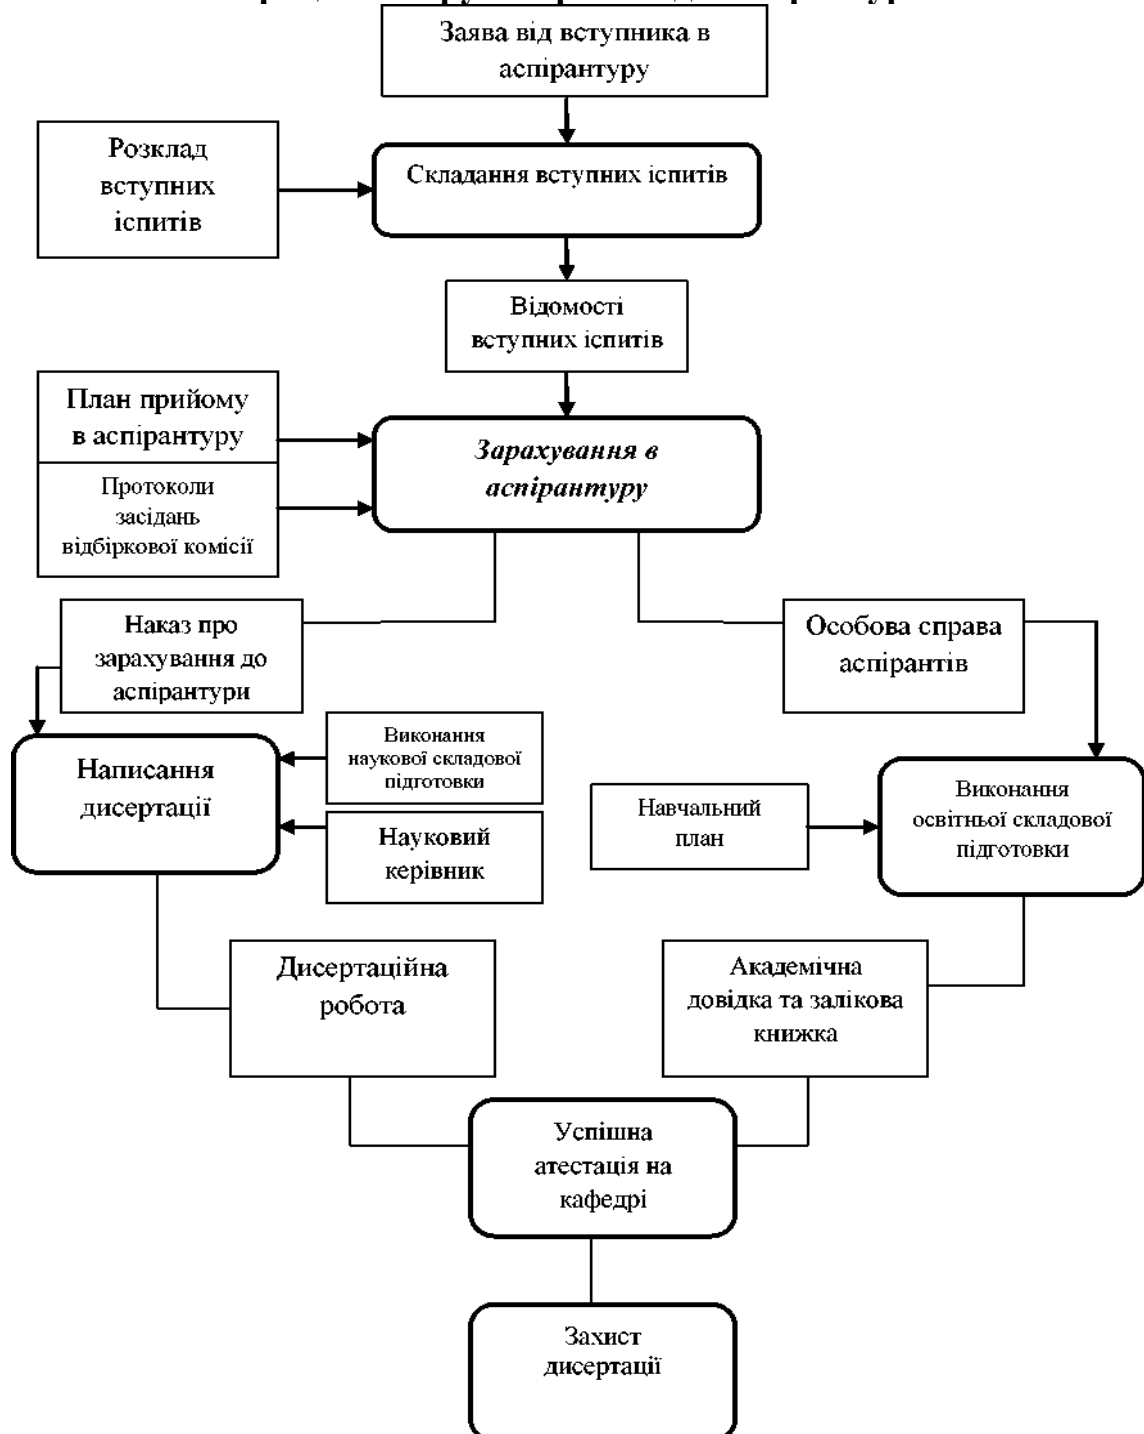 Заява від вступника в
аспірантуру
Розклад
вступних
іспитів
Складання вступних іспитів
Відомості
вступних іспитів
План прийому
в аспірантуру
Протоколи
засідань
відбіркової комісії
Зарахування в
аспірантуру
Наказ про
зарахування до
аспірантури
Особова справа
аспірантів
Написання
дисертації
Виконання
наукової складової
підготовки
Науковий
керівник
Навчальний
план
Виконання
освітньої складової
підготовки
Дисертаційна
робота
Академічна
довідка та залікова
книжка
Успішна
атестація на
кафедрі
Захист
дисертації